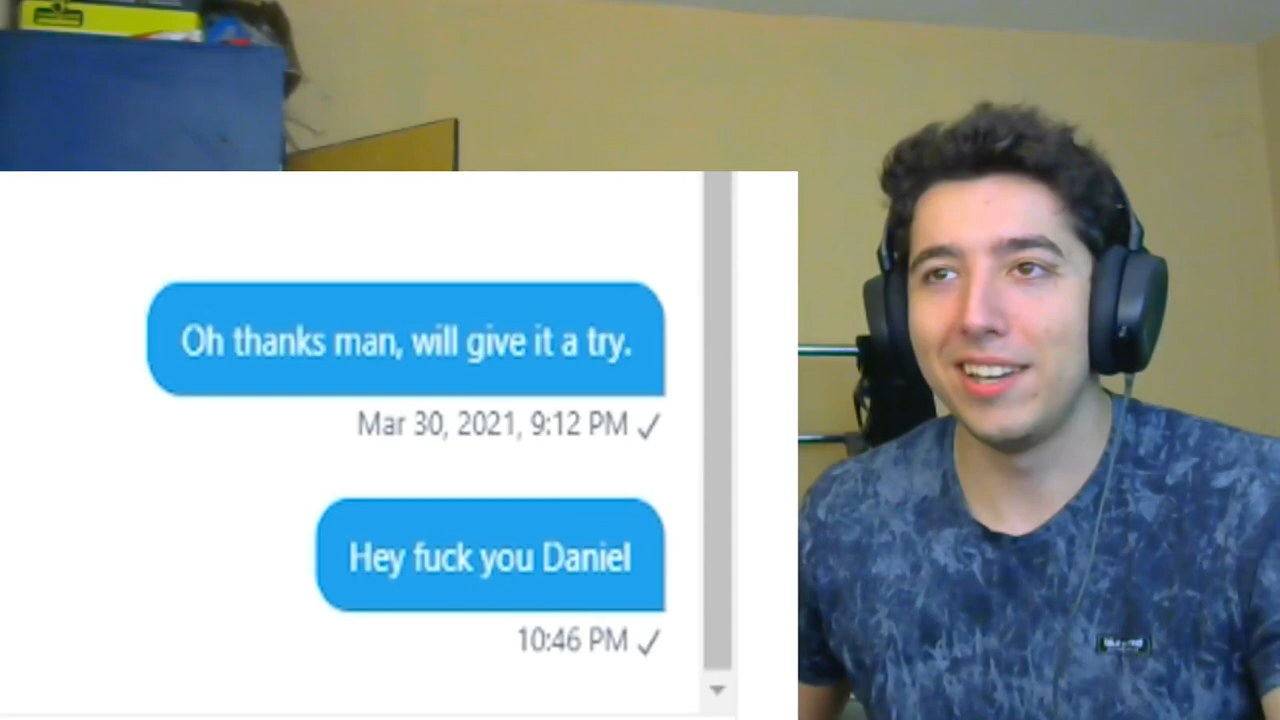 Oh thanks man, will give it a try.
Mar 30, 2021, 9:12 PM ✓
Hey fuck you Daniel
10:46 PM ✓